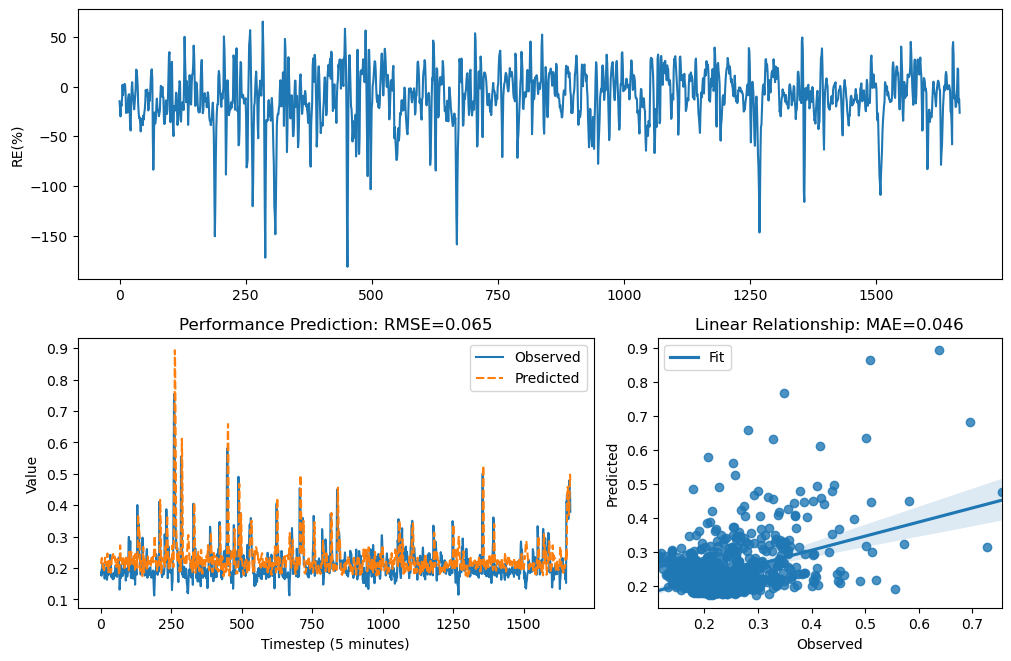 50
0
−50
−100
−150
RE(%)
0 250 500 750 1000 1250 1500
Performance Prediction: RMSE=0.065
0.9
0.8
0.7
0.6
0.5
0.4
0.3
0.2
0.1
Value
Observed
Predicted
0 250 500 750 1000 1250 1500
Timestep (5 minutes)
Linear Relationship: MAE=0.046
0.9
0.8
0.7
0.6
0.5
0.4
0.3
0.2
Predicted
Fit
0.2 0.3 0.4 0.5 0.6 0.7
Observed